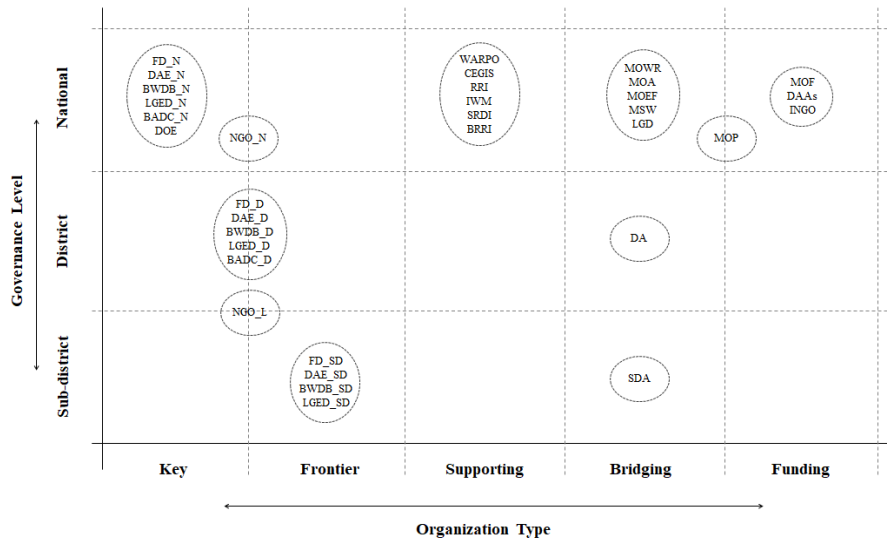 FD_N
DAE_N
BWDB_N
LGED_N
BADC_N
DOE
NGO_N
WARPO
CEGIS
RRI
IWM
SRDI
BRRI
MOWR
MOA
MOEF
MSW
LGD
MOP
MOF
DAAs
INGO
FD_D
DAE_D
BWDB_D
LGED_D
BADC_D
DA
NGO_L
FD_SD
DAE_SD
BWDB_SD
LGED_SD
SDA
Governance Level
National
District
Sub-district
Key
Frontier
Supporting
Bridging
Funding
Organization Type